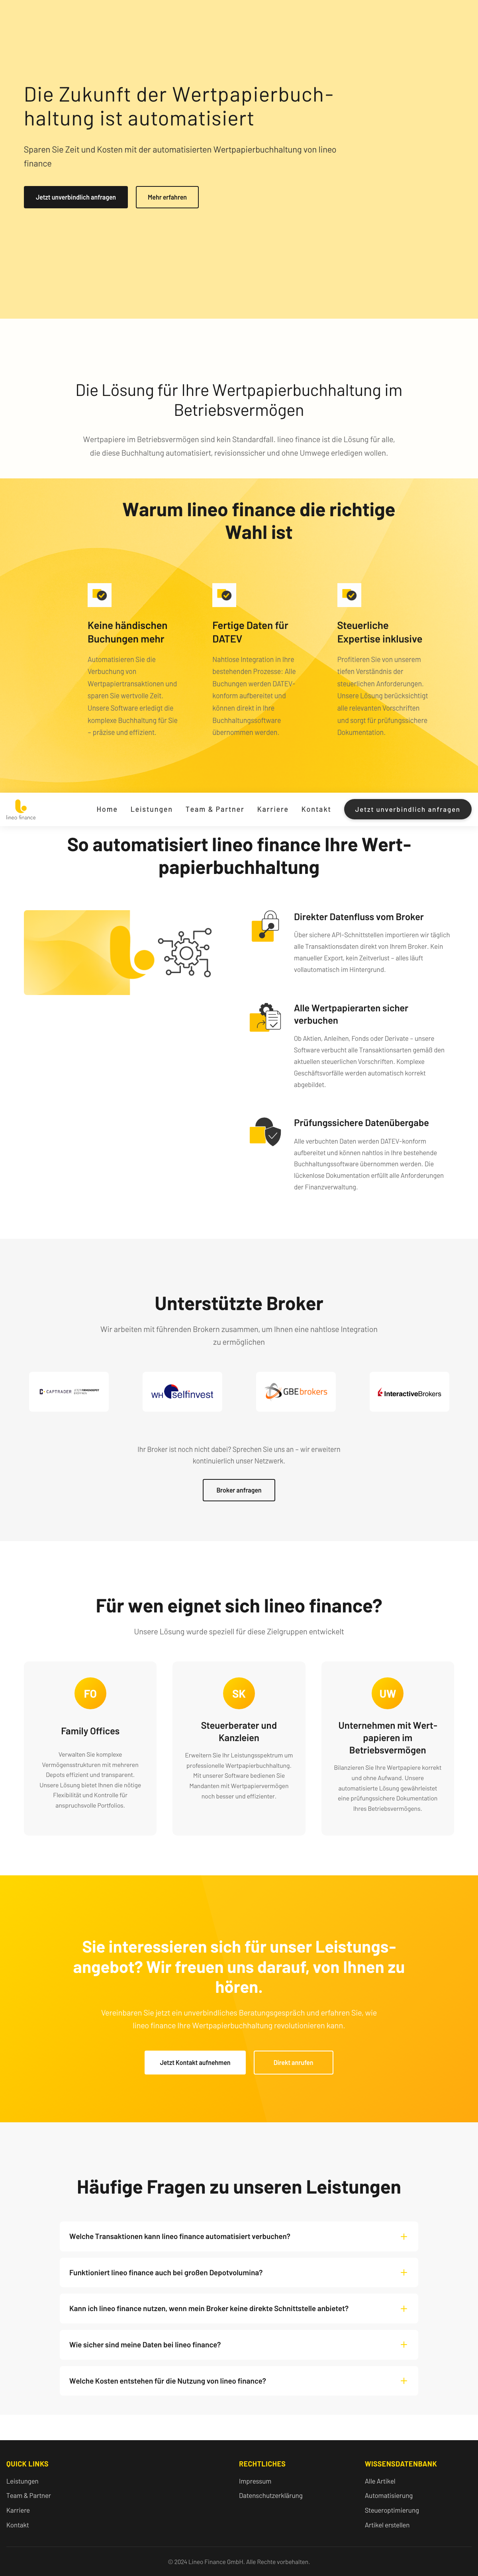 Die Zukunft der Wertpapierbuch-
haltung ist automatisiert
Sparen Sie Zeit und Kosten mit der automatisierten Wertpapierbuchhaltung von lineo
finance
Jetzt unverbindlich anfragen
Mehr erfahren
Die Lösung für Ihre Wertpapierbuchhaltung im
Betriebsvermögen
Wertpapiere im Betriebsvermögen sind kein Standardfall. lineo finance ist die Lösung für alle,
die diese Buchhaltung automatisiert, revisionssicher und ohne Umwege erledigen wollen.
Warum lineo finance die richtige
Wahl ist
Keine händischen
Buchungen mehr
Automatisieren Sie die
Verbuchung von
Wertpapiertransaktionen und
sparen Sie wertvolle Zeit.
Unsere Software erledigt die
komplexe Buchhaltung für Sie
– präzise und effizient.
Fertige Daten für
DATEV
Nahtlose Integration in Ihre
bestehenden Prozesse: Alle
Buchungen werden DATEV-
konform aufbereitet und
können direkt in Ihre
Buchhaltungssoftware
übernommen werden.
Steuerliche
Expertise inklusive
Profitieren Sie von unserem
tiefen Verständnis der
steuerlichen Anforderungen.
Unsere Lösung berücksichtigt
alle relevanten Vorschriften
und sorgt für prüfungssichere
Dokumentation.
lineo finance
Home
Leistungen
Team & Partner
Karriere
Kontakt
Jetzt unverbindlich anfragen
So automatisiert lineo finance Ihre Wert-
papierbuchhaltung
Direkter Datenfluss vom Broker
Über sichere API-Schnittstellen importieren wir täglich
alle Transaktionsdaten direkt von Ihrem Broker. Kein
manueller Export, kein Zeitverlust – alles läuft
vollautomatisch im Hintergrund.
Alle Wertpapierarten sicher
verbuchen
Ob Aktien, Anleihen, Fonds oder Derivate – unsere
Software verbucht alle Transaktionsarten gemäß den
aktuellen steuerlichen Vorschriften. Komplexe
Geschäftsvorfälle werden automatisch korrekt
abgebildet.
Prüfungssichere Datenübergabe
Alle verbuchten Daten werden DATEV-konform
aufbereitet und können nahtlos in Ihre bestehende
Buchhaltungssoftware übernommen werden. Die
lückenlose Dokumentation erfüllt alle Anforderungen
der Finanzverwaltung.
Unterstützte Broker
Wir arbeiten mit führenden Brokern zusammen, um Ihnen eine nahtlose Integration
zu ermöglichen
CAPTRADER
WH selfinvest
GBE brokers
InteractiveBrokers
Ihr Broker ist noch nicht dabei? Sprechen Sie uns an – wir erweitern
kontinuierlich unser Netzwerk.
Broker anfragen
Für wen eignet sich lineo finance?
Unsere Lösung wurde speziell für diese Zielgruppen entwickelt
FO
Family Offices
Verwalten Sie komplexe
Vermögensstrukturen mit mehreren
Depots effizient und transparent.
Unsere Lösung bietet Ihnen die nötige
Flexibilität und Kontrolle für
anspruchsvolle Portfolios.
SK
Steuerberater und
Kanzleien
Erweitern Sie Ihr Leistungsspektrum um
professionelle Wertpapierbuchhaltung.
Mit unserer Software bedienen Sie
Mandanten mit Wertpapiervermögen
noch besser und effizienter.
UW
Unternehmen mit Wert-
papieren im
Betriebsvermögen
Bilanzieren Sie Ihre Wertpapiere korrekt
und ohne Aufwand. Unsere
automatisierte Lösung gewährleistet
eine prüfungssichere Dokumentation
Ihres Betriebsvermögens.
Sie interessieren sich für unser Leistungs-
angebot? Wir freuen uns darauf, von Ihnen zu
hören.
Vereinbaren Sie jetzt ein unverbindliches Beratungsgespräch und erfahren Sie, wie
lineo finance Ihre Wertpapierbuchhaltung revolutionieren kann.
Jetzt Kontakt aufnehmen
Direkt anrufen
Häufige Fragen zu unseren Leistungen
Welche Transaktionen kann lineo finance automatisiert verbuchen?
Funktioniert lineo finance auch bei großen Depotvolumina?
Kann ich lineo finance nutzen, wenn mein Broker keine direkte Schnittstelle anbietet?
Wie sicher sind meine Daten bei lineo finance?
Welche Kosten entstehen für die Nutzung von lineo finance?
QUICK LINKS
Leistungen
Team & Partner
Karriere
Kontakt
RECHTLICHES
Impressum
Datenschutzerklärung
WISSENSDATENBANK
Alle Artikel
Automatisierung
Steueroptimierung
Artikel erstellen
© 2024 Lineo Finance GmbH. Alle Rechte vorbehalten.